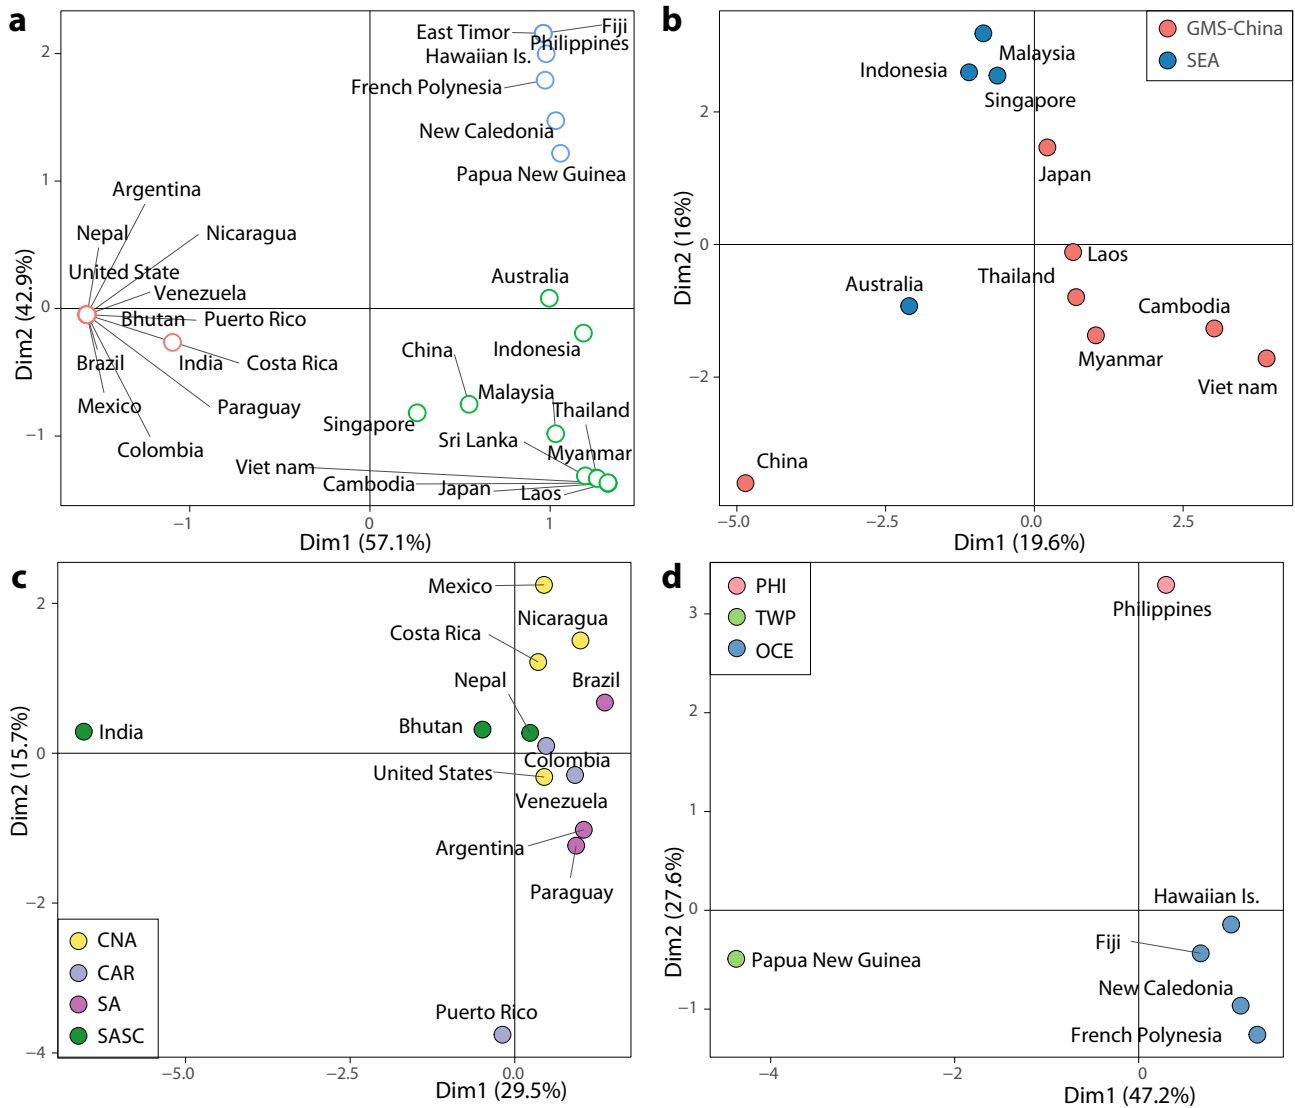 a
East Timor
Fiji
Philippines
Hawaiian Is.
French Polynesia
New Caledonia
Papua New Guinea
Argentina
Nepal
Nicaragua
United State
Venezuela
Bhutan
Puerto Rico
Brazil
India
Costa Rica
Mexico
Paraguay
Colombia
Australia
Indonesia
China
Malaysia
Singapore
Thailand
Sri Lanka
Myanmar
Viet nam
Cambodia
Japan
Laos
2
1
0
−1
−1
0
1
Dim2 (42.9%)
Dim1 (57.1%)
b
GMS-China
SEA
Malaysia
Indonesia
Singapore
Japan
Laos
Thailand
Australia
Cambodia
Myanmar
Viet nam
China
2
0
−2
−5.0
−2.5
0.0
2.5
Dim2 (16%)
Dim1 (19.6%)
c
Mexico
Nicaragua
Costa Rica
Nepal
Brazil
Bhutan
India
Colombia
United States
Venezuela
Argentina
Paraguay
Puerto Rico
CNA
CAR
SA
SASC
2
0
−2
−4
−5.0
−2.5
0.0
Dim2 (15.7%)
Dim1 (29.5%)
d
PHI
TWP
OCE
Philippines
Hawaiian Is.
Fiji
Papua New Guinea
New Caledonia
French Polynesia
3
2
1
0
−1
−4
−2
0
Dim2 (27.6%)
Dim1 (47.2%)